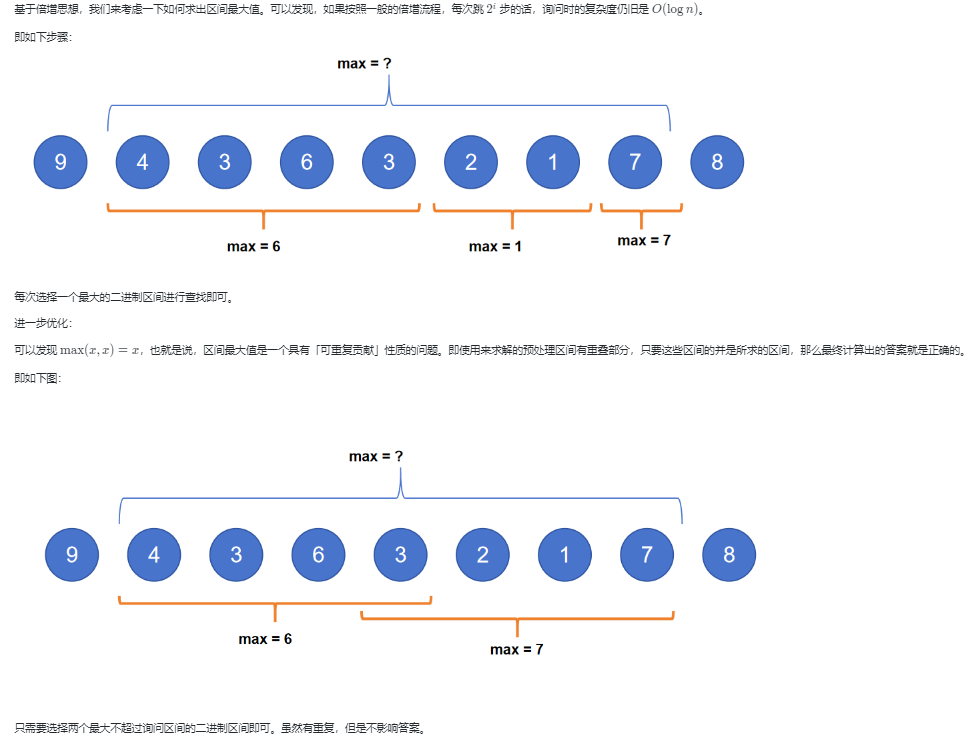 基于倍增思想，我们来考虑一下如何求出区间最大值。可以发现，如果按照一般的倍增流程，每次跳 2^i 步的话，询问时的复杂度仍旧是 O(log n)。
即如下步骤：
max = ?
9 4 3 6 3 2 1 7 8
max = 6 max = 1 max = 7
每次选择一个最大的二进制区间进行查找即可。
进一步优化：
可以发现 max(x, x) = x，也就是说，区间最大值是一个具有「可重复贡献」性质的问题。即使用来求解的预处理区间有重叠部分，只要这些区间的并是所求的区间，那么最终计算出的答案就是正确的。
即如下图：
max = ?
9 4 3 6 3 2 1 7 8
max = 6
max = 7
只需要选择两个最大不超过询问区间的二进制区间即可。虽然有重复，但是不影响答案。